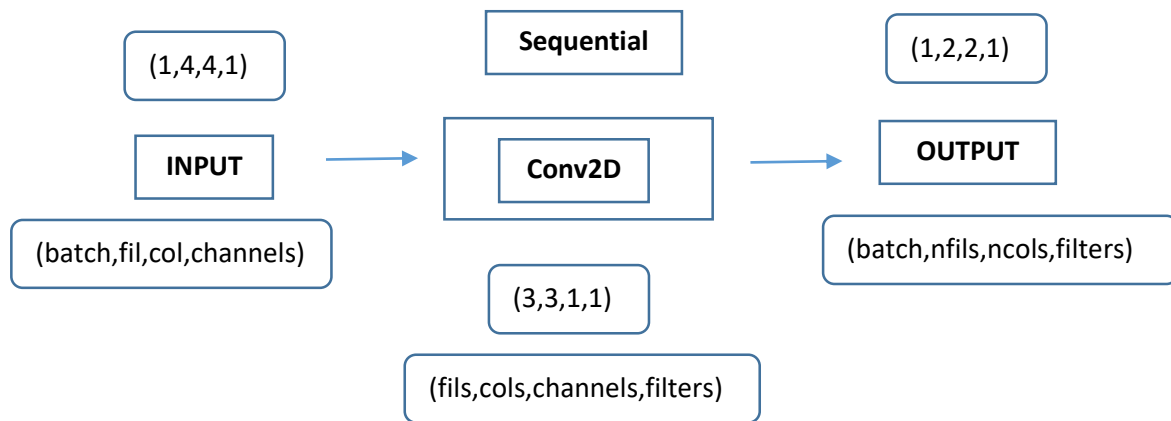 (1,4,4,1)
INPUT
(batch,fil,col,channels)
Sequential
Conv2D
(3,3,1,1)
(fils,cols,channels,filters)
(1,2,2,1)
OUTPUT
(batch,nfils,ncols,filters)